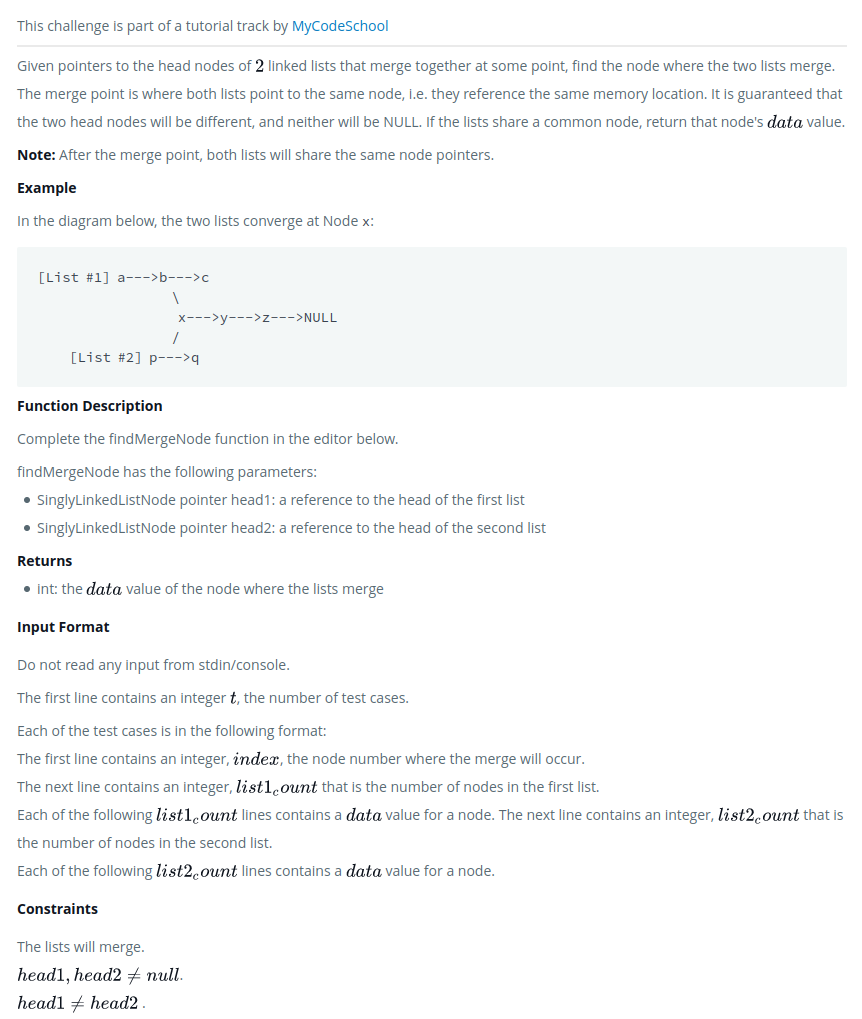 This challenge is part of a tutorial track by MyCodeSchool
Given pointers to the head nodes of 2 linked lists that merge together at some point, find the node where the two lists merge.
The merge point is where both lists point to the same node, i.e. they reference the same memory location. It is guaranteed that
the two head nodes will be different, and neither will be NULL. If the lists share a common node, return that node's data value.
Note: After the merge point, both lists will share the same node pointers.
Example
In the diagram below, the two lists converge at Node x:
[List #1] a--->b--->c
\
x--->y--->z--->NULL
/
[List #2] p--->q
Function Description
Complete the findMergeNode function in the editor below.
findMergeNode has the following parameters:
• SinglyLinkedListNode pointer head1: a reference to the head of the first list
• SinglyLinkedListNode pointer head2: a reference to the head of the second list
Returns
• int: the data value of the node where the lists merge
Input Format
Do not read any input from stdin/console.
The first line contains an integer t, the number of test cases.
Each of the test cases is in the following format:
The first line contains an integer, index, the node number where the merge will occur.
The next line contains an integer, list1_count that is the number of nodes in the first list.
Each of the following list1_count lines contains a data value for a node. The next line contains an integer, list2_count that is
the number of nodes in the second list.
Each of the following list2_count lines contains a data value for a node.
Constraints
The lists will merge.
head1, head2 ≠ null.
head1 ≠ head2 .